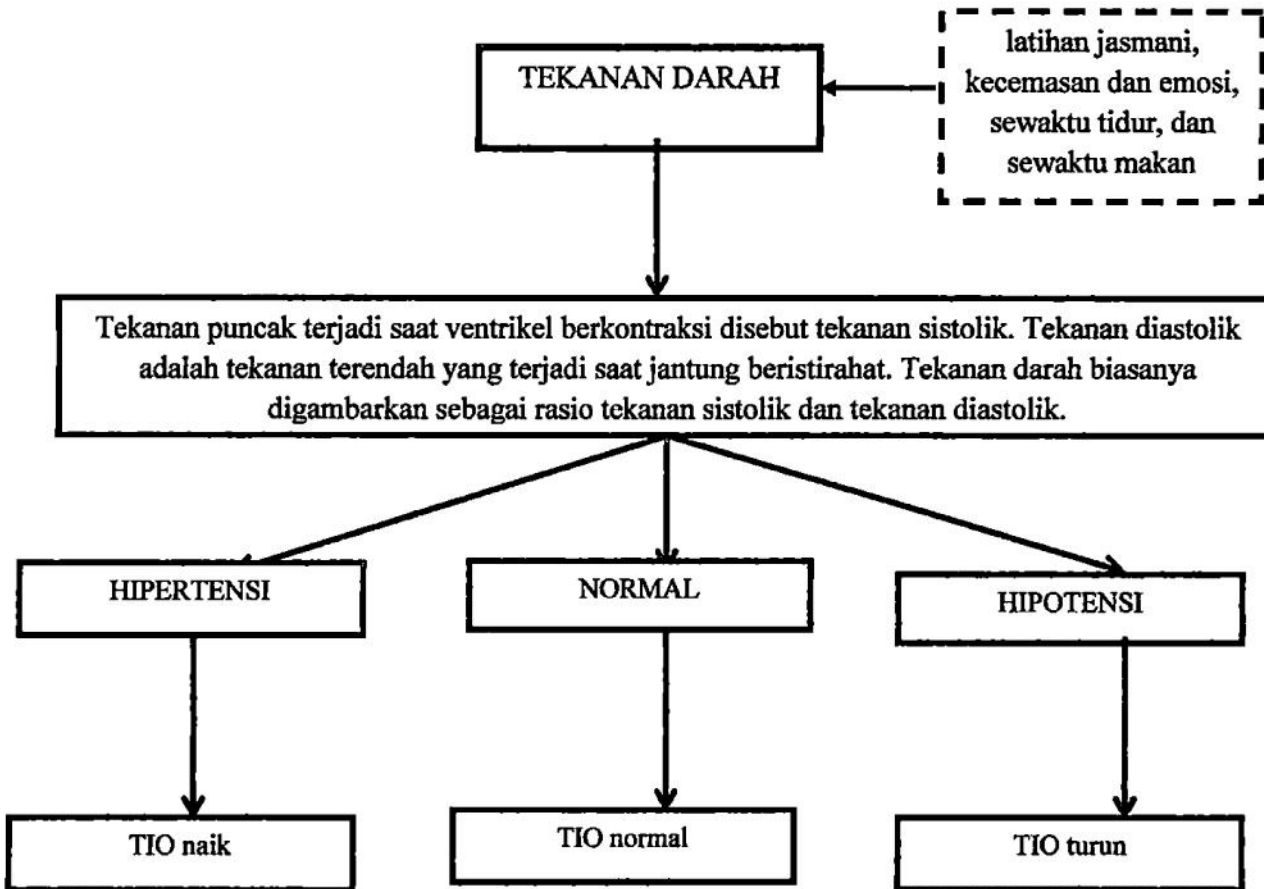 TEKANAN DARAH
latihan jasmani,
kecemasan dan emosi,
sewaktu tidur, dan
sewaktu makan
Tekanan puncak terjadi saat ventrikel berkontraksi disebut tekanan sistolik. Tekanan diastolik
adalah tekanan terendah yang terjadi saat jantung beristirahat. Tekanan darah biasanya
digambarkan sebagai rasio tekanan sistolik dan tekanan diastolik.
HIPERTENSI
NORMAL
HIPOTENSI
TIO naik
TIO normal
TIO turun